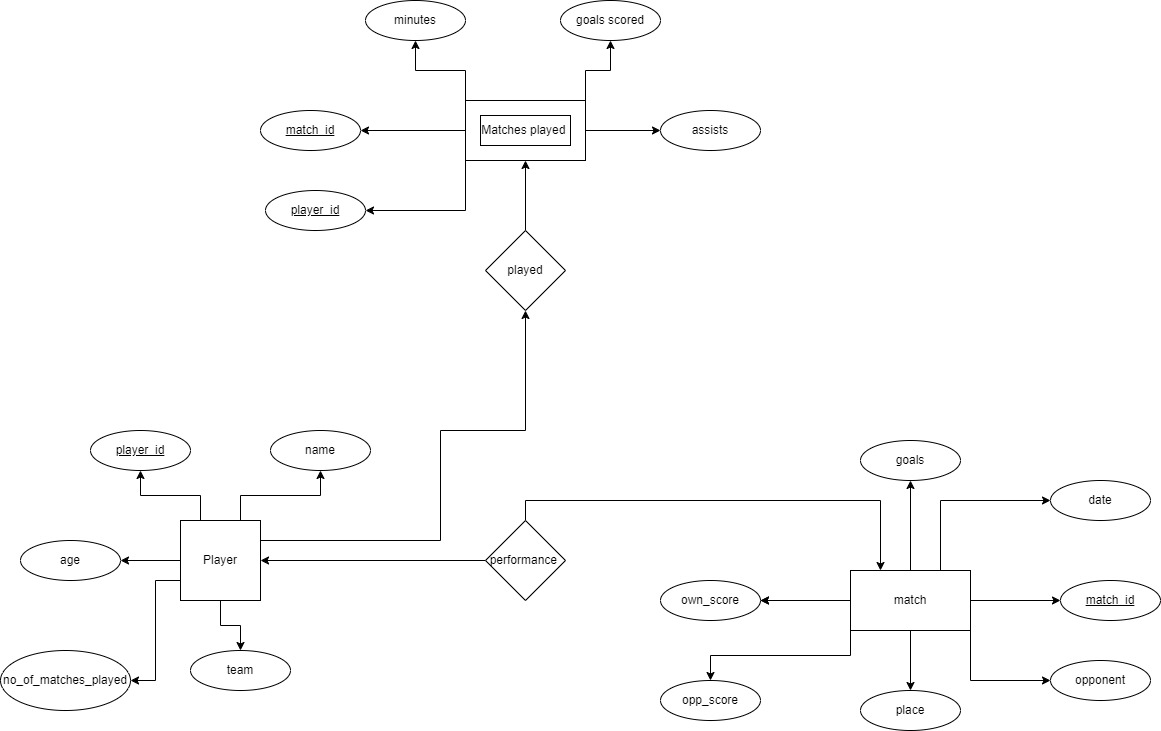 minutes
goals scored
match_id
Matches played
assists
player_id
played
player_id
name
goals
date
age
Player
performance
own_score
match
match_id
no_of_matches_played
team
opp_score
place
opponent